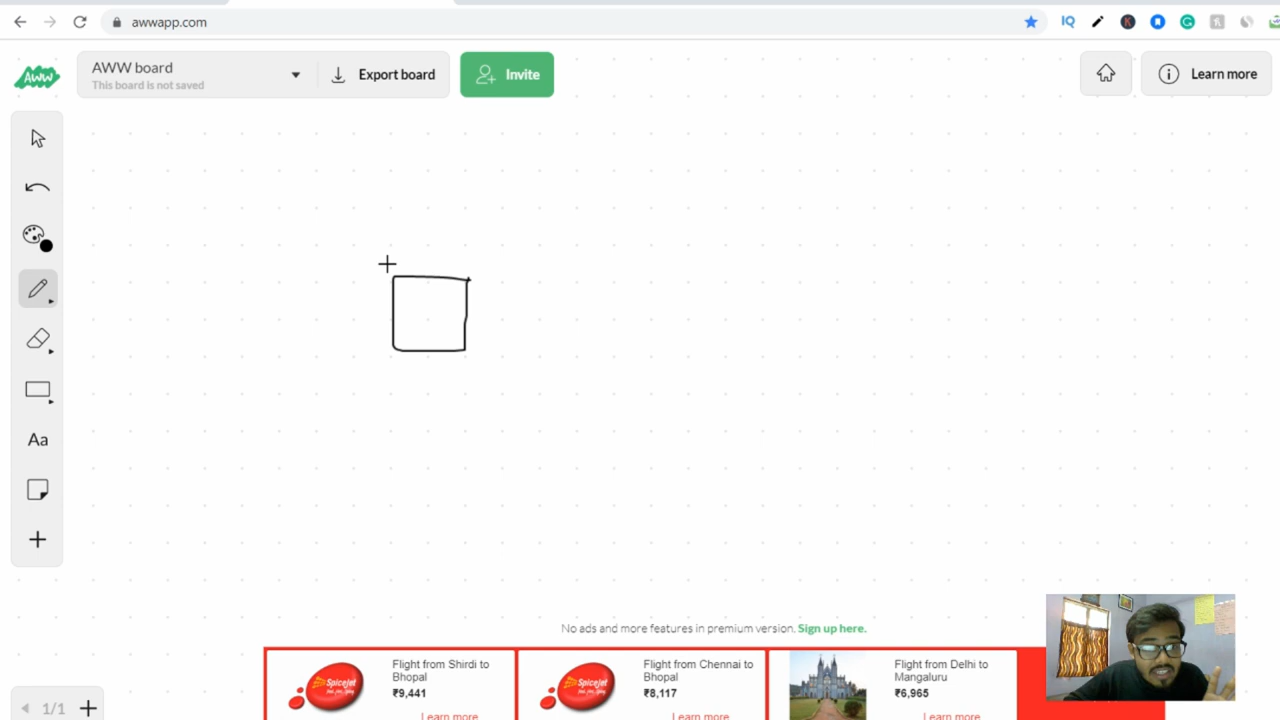 awwapp.com
IQ
AWW
AWW board
This board is not saved
Export board
Invite
Learn more
Aa
No ads and more features in premium version. Sign up here.
Flight from Shirdi to
Bhopal
₹9,441
Learn more
Flight from Chennai to
Bhopal
₹8,117
Learn more
Flight from Delhi to
Mangaluru
₹6,965
Learn more
SpiceJet
SpiceJet
1/1